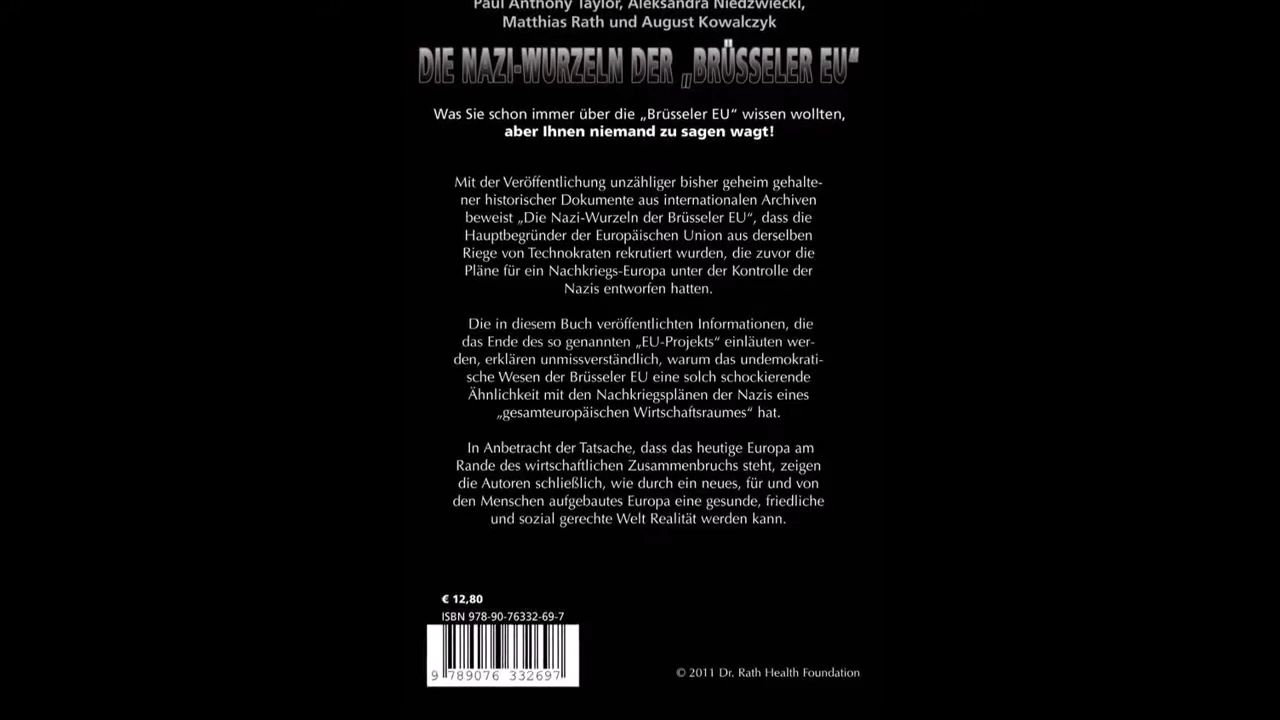 Paul Anthony Taylor, Aleksandra Niedzwiecki,
Matthias Rath und August Kowalczyk
DIE NAZI-WURZELN DER „BRÜSSELER EU“
Was Sie schon immer über die „Brüsseler EU“ wissen wollten,
aber Ihnen niemand zu sagen wagt!
Mit der Veröffentlichung unzähliger bisher geheim gehalte-
ner historischer Dokumente aus internationalen Archiven
beweist „Die Nazi-Wurzeln der Brüsseler EU“, dass die
Hauptbegründer der Europäischen Union aus derselben
Riege von Technokraten rekrutiert wurden, die zuvor die
Pläne für ein Nachkriegs-Europa unter der Kontrolle der
Nazis entworfen hatten.
Die in diesem Buch veröffentlichten Informationen, die
das Ende des so genannten „EU-Projekts“ einläuten wer-
den, erklären unmissverständlich, warum das undemokrati-
sche Wesen der Brüsseler EU eine solch schockierende
Ähnlichkeit mit den Nachkriegsplänen der Nazis eines
„gesamteuropäischen Wirtschaftsraumes“ hat.
In Anbetracht der Tatsache, dass das heutige Europa am
Rande des wirtschaftlichen Zusammenbruchs steht, zeigen
die Autoren schließlich, wie durch ein neues, für und von
den Menschen aufgebautes Europa eine gesunde, friedliche
und sozial gerechte Welt Realität werden kann.
€ 12,80
ISBN 978-90-76332-69-7
9 789076 332697
© 2011 Dr. Rath Health Foundation